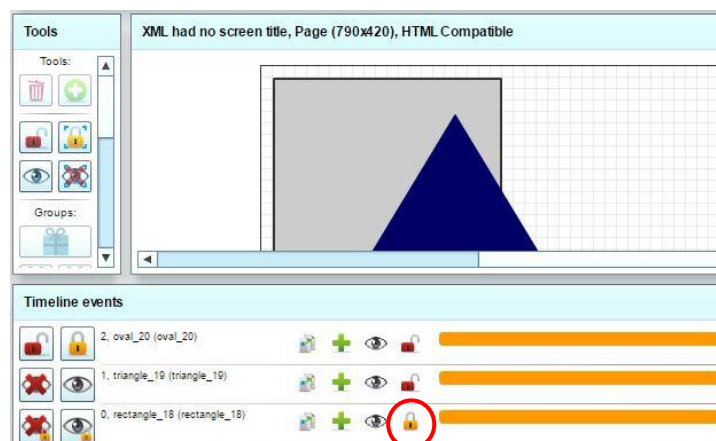 Tools
XML had no screen title, Page (790x420), HTML Compatible
Tools:
Groups:
Timeline events
2, oval_20 (oval_20)
1, triangle_19 (triangle_19)
0, rectangle_18 (rectangle_18)